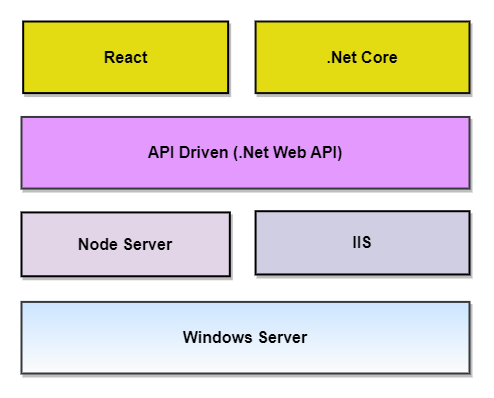 React
.Net Core
API Driven (.Net Web API)
Node Server
IIS
Windows Server